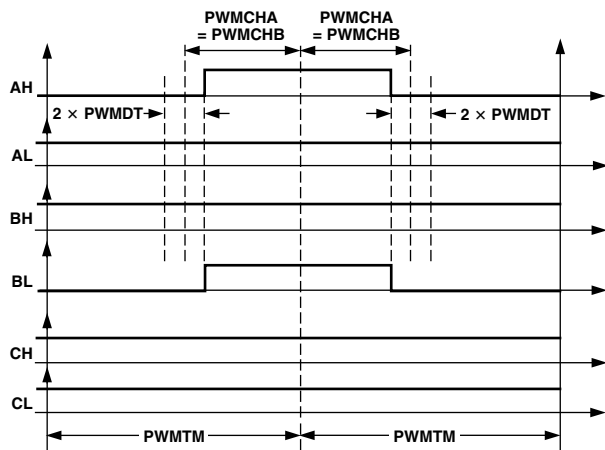 PWMCHA
= PWMCHB
PWMCHA
= PWMCHB
AH
2 × PWMDT
2 × PWMDT
AL
BH
BL
CH
CL
PWMTM
PWMTM